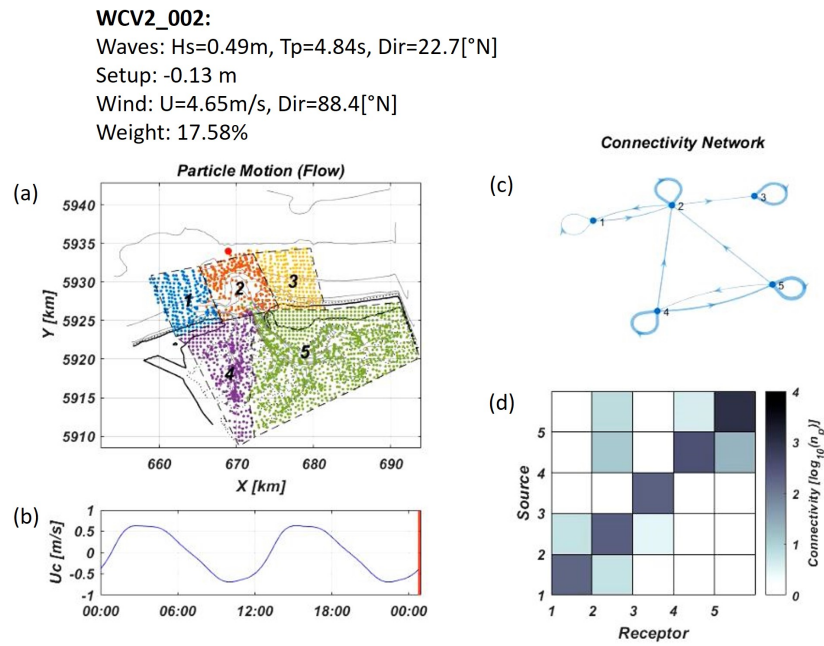 WCV2_002:
Waves: Hs=0.49m, Tp=4.84s, Dir=22.7[°N]
Setup: -0.13 m
Wind: U=4.65m/s, Dir=88.4[°N]
Weight: 17.58%
(a)
Particle Motion (Flow)
Y [km]
5940
5935
5930
5925
5920
5915
5910
1
2
3
4
5
660
670
680
690
X [km]
(b)
Uc [m/s]
1
0.5
0
-0.5
-1
00:00
06:00
12:00
18:00
00:00
(c)
Connectivity Network
1
2
3
4
5
(d)
Source
5
4
3
2
1
1
2
3
4
5
Receptor
4
3
2
1
0
Connectivity [log10(np)]